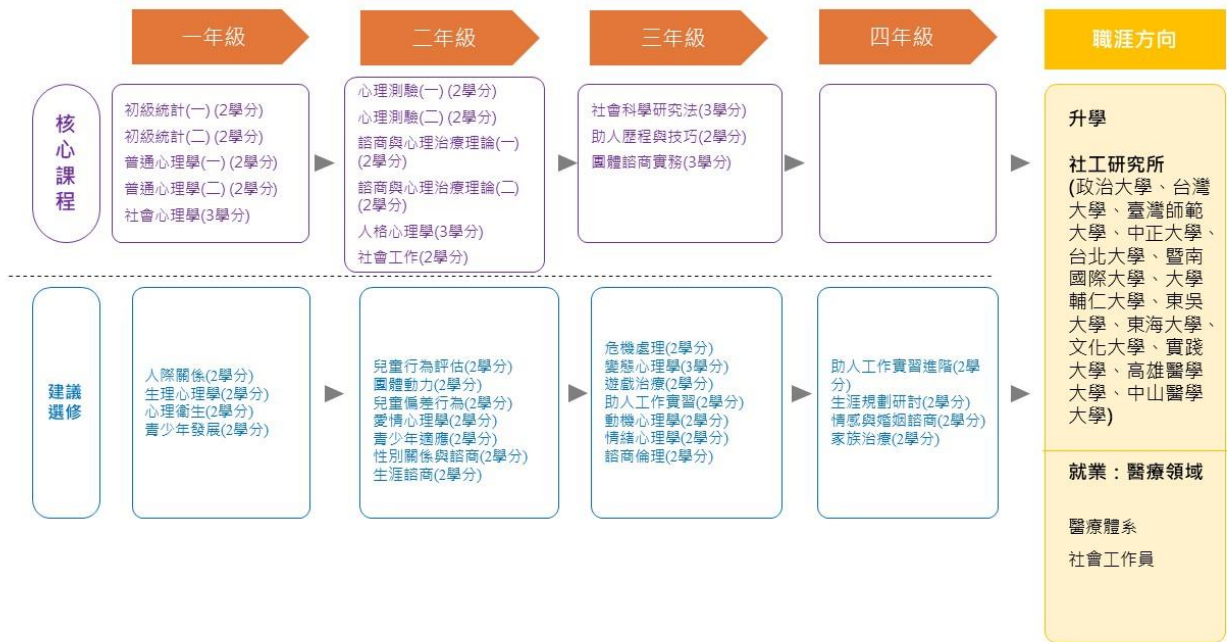 一年級
二年級
三年級
四年級
職涯方向
核
心
課
程
初級統計(一) (2學分)
初級統計(二) (2學分)
普通心理學(一) (2學分)
普通心理學(二) (2學分)
社會心理學(3學分)
心理測驗(一) (2學分)
心理測驗(二) (2學分)
諮商與心理治療理論(一)
(2學分)
諮商與心理治療理論(二)
(2學分)
人格心理學(3學分)
社會工作(2學分)
社會科學研究法(3學分)
助人歷程與技巧(2學分)
團體諮商實務(3學分)
建議
選修
人際關係(2學分)
生理心理學(2學分)
心理衛生(2學分)
青少年發展(2學分)
兒童行為評估(2學分)
團體動力(2學分)
兒童偏差行為(2學分)
愛情心理學(2學分)
青少年適應(2學分)
性別關係與諮商(2學分)
生涯諮商(2學分)
危機處理(2學分)
變態心理學(3學分)
遊戲治療(2學分)
助人工作實習(2學分)
動機心理學(2學分)
情緒心理學(2學分)
諮商倫理(2學分)
助人工作實習進階(2學
分)
生涯規劃研討(2學分)
情感與婚姻諮商(2學分)
家族治療(2學分)
升學
社工研究所
(政治大學、台灣
大學、臺灣師範
大學、中正大學、
台北大學、暨南
國際大學、大學
輔仁大學、東吳
大學、東海大學、
文化大學、實踐
大學、高雄醫學
大學、中山醫學
大學)
就業：醫療領域
醫療體系
社會工作員